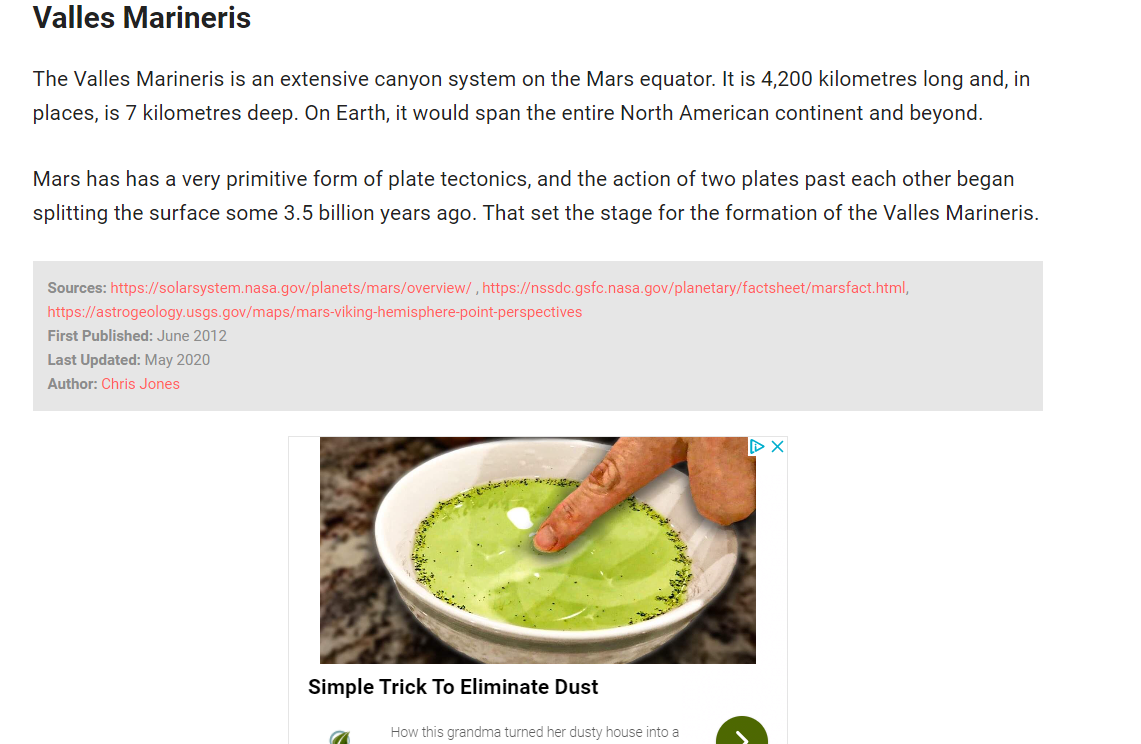 Valles Marineris
The Valles Marineris is an extensive canyon system on the Mars equator. It is 4,200 kilometres long and, in
places, is 7 kilometres deep. On Earth, it would span the entire North American continent and beyond.
Mars has has a very primitive form of plate tectonics, and the action of two plates past each other began
splitting the surface some 3.5 billion years ago. That set the stage for the formation of the Valles Marineris.
Sources: https://solarsystem.nasa.gov/planets/mars/overview/ , https://nssdc.gsfc.nasa.gov/planetary/factsheet/marsfact.html,
https://astrogeology.usgs.gov/maps/mars-viking-hemisphere-point-perspectives
First Published: June 2012
Last Updated: May 2020
Author: Chris Jones
Simple Trick To Eliminate Dust
How this grandma turned her dusty house into a